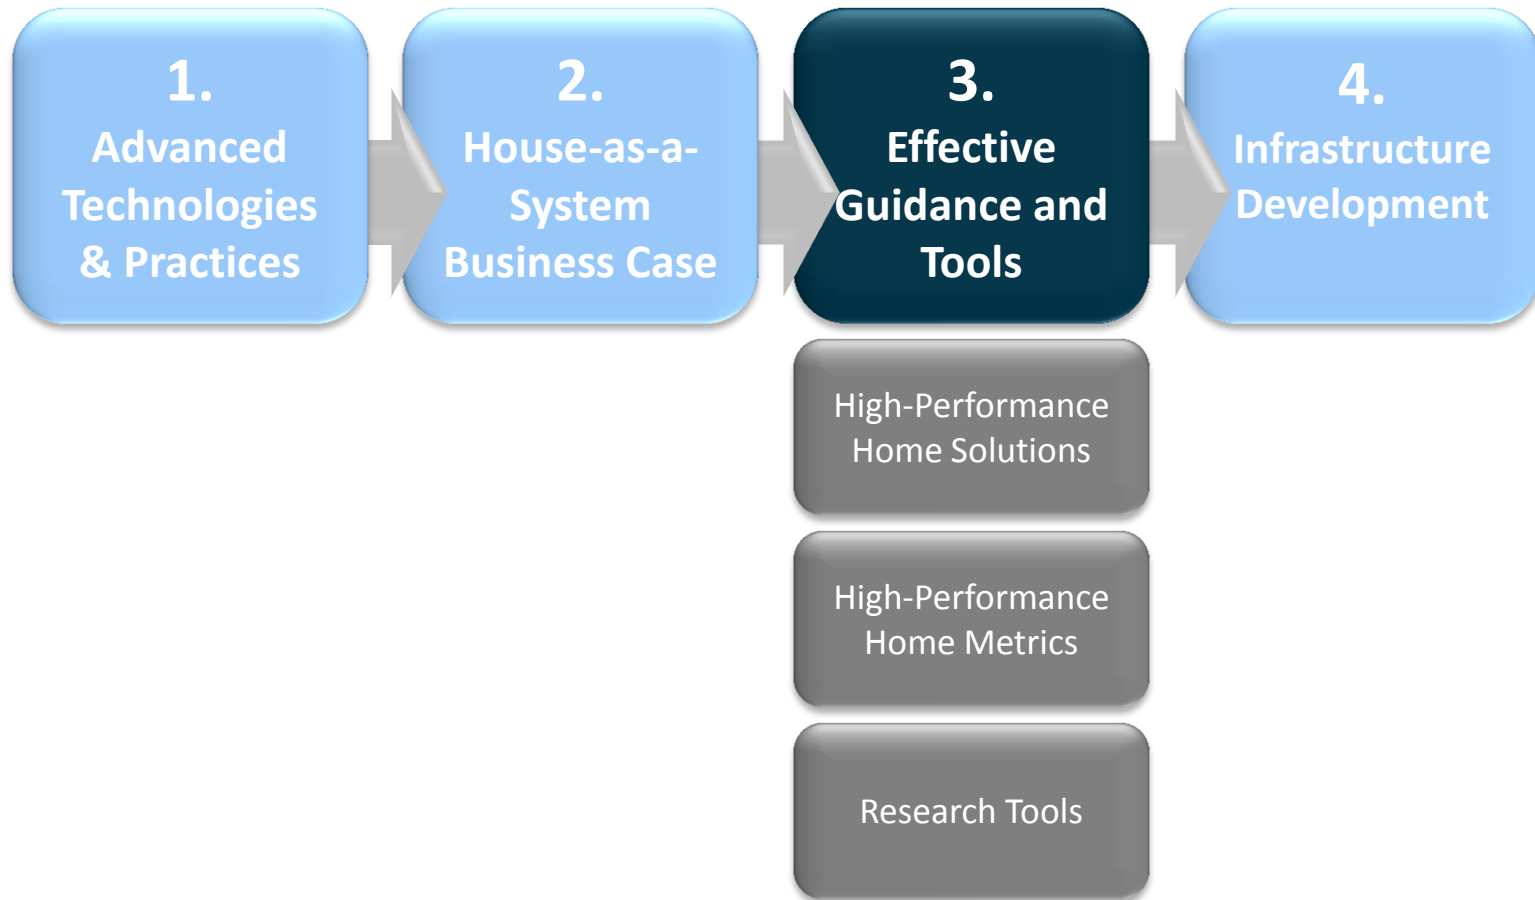 1.
Advanced
Technologies
& Practices
2.
House-as-a-
System
Business Case
3.
Effective
Guidance and
Tools
4.
Infrastructure
Development
High-Performance
Home Solutions
High-Performance
Home Metrics
Research Tools